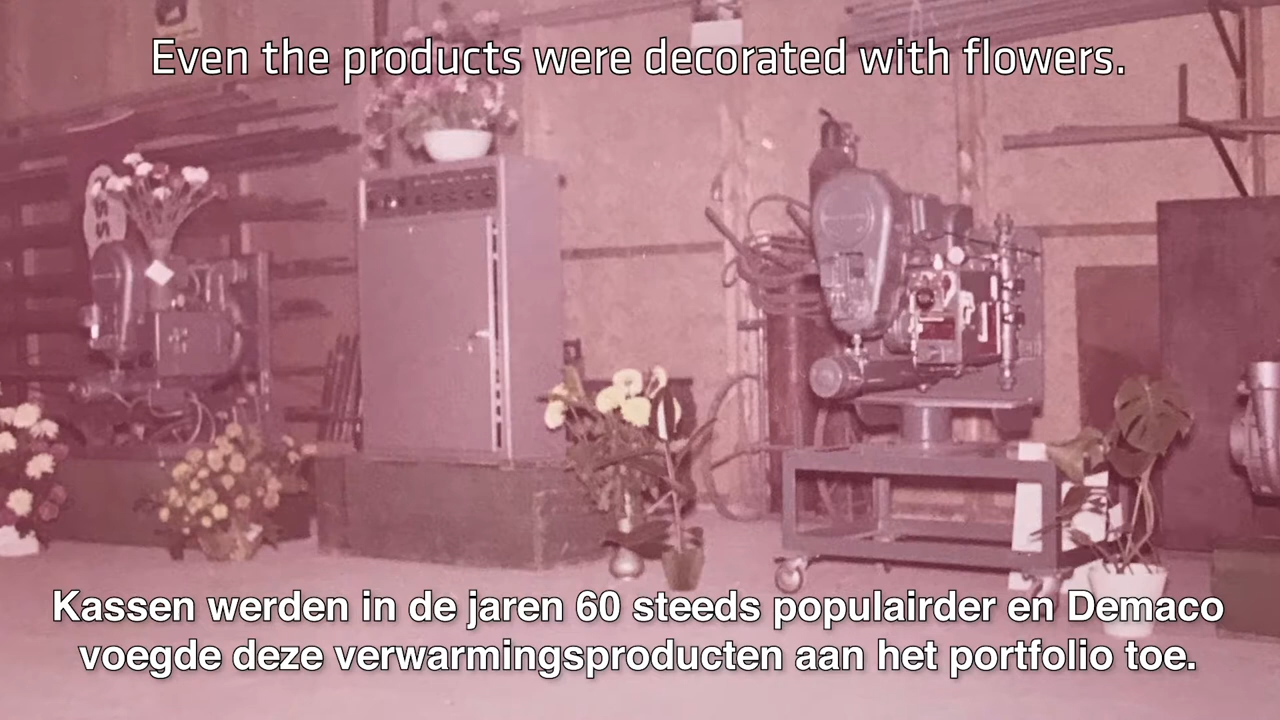 Even the products were decorated with flowers.
Kassen werden in de jaren 60 steeds populairder en Demaco
voegde deze verwarmingsproducten aan het portfolio toe.